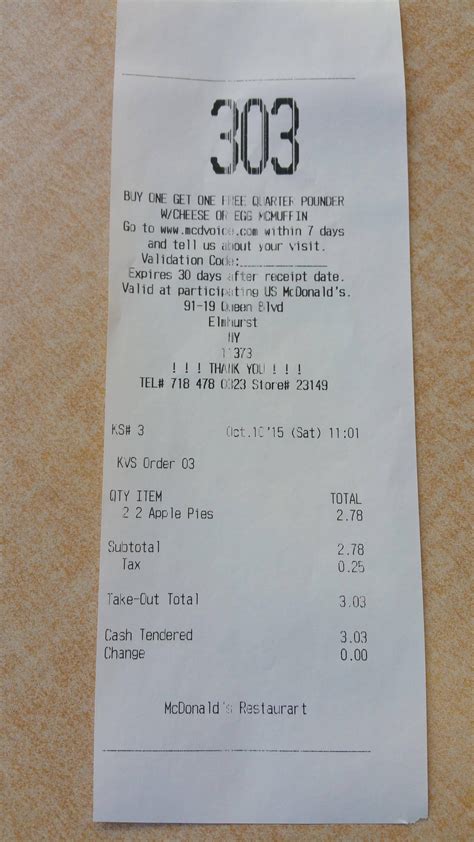 303
BUY ONE GET ONE FREE QUARTER POUNDER
W/CHEESE OR EGG MCMUFFIN
Go to www.mcdvoice.com within 7 days
and tell us about your visit.
Validation Code:____________
Expires 30 days after receipt date.
Valid at participating US McDonald's.
91-19 Queen Blvd
Elmhurst
NY
11373
! ! ! THANK YOU ! ! !
TEL# 718 478 0323 Store# 23149
KS# 3 Oct.10'15 (Sat) 11:01
KVS Order 03
QTY ITEM TOTAL
2 2 Apple Pies 2.78
Subtotal 2.78
Tax 0.25
Take-Out Total 3.03
Cash Tendered 3.03
Change 0.00
McDonald's Restaurart